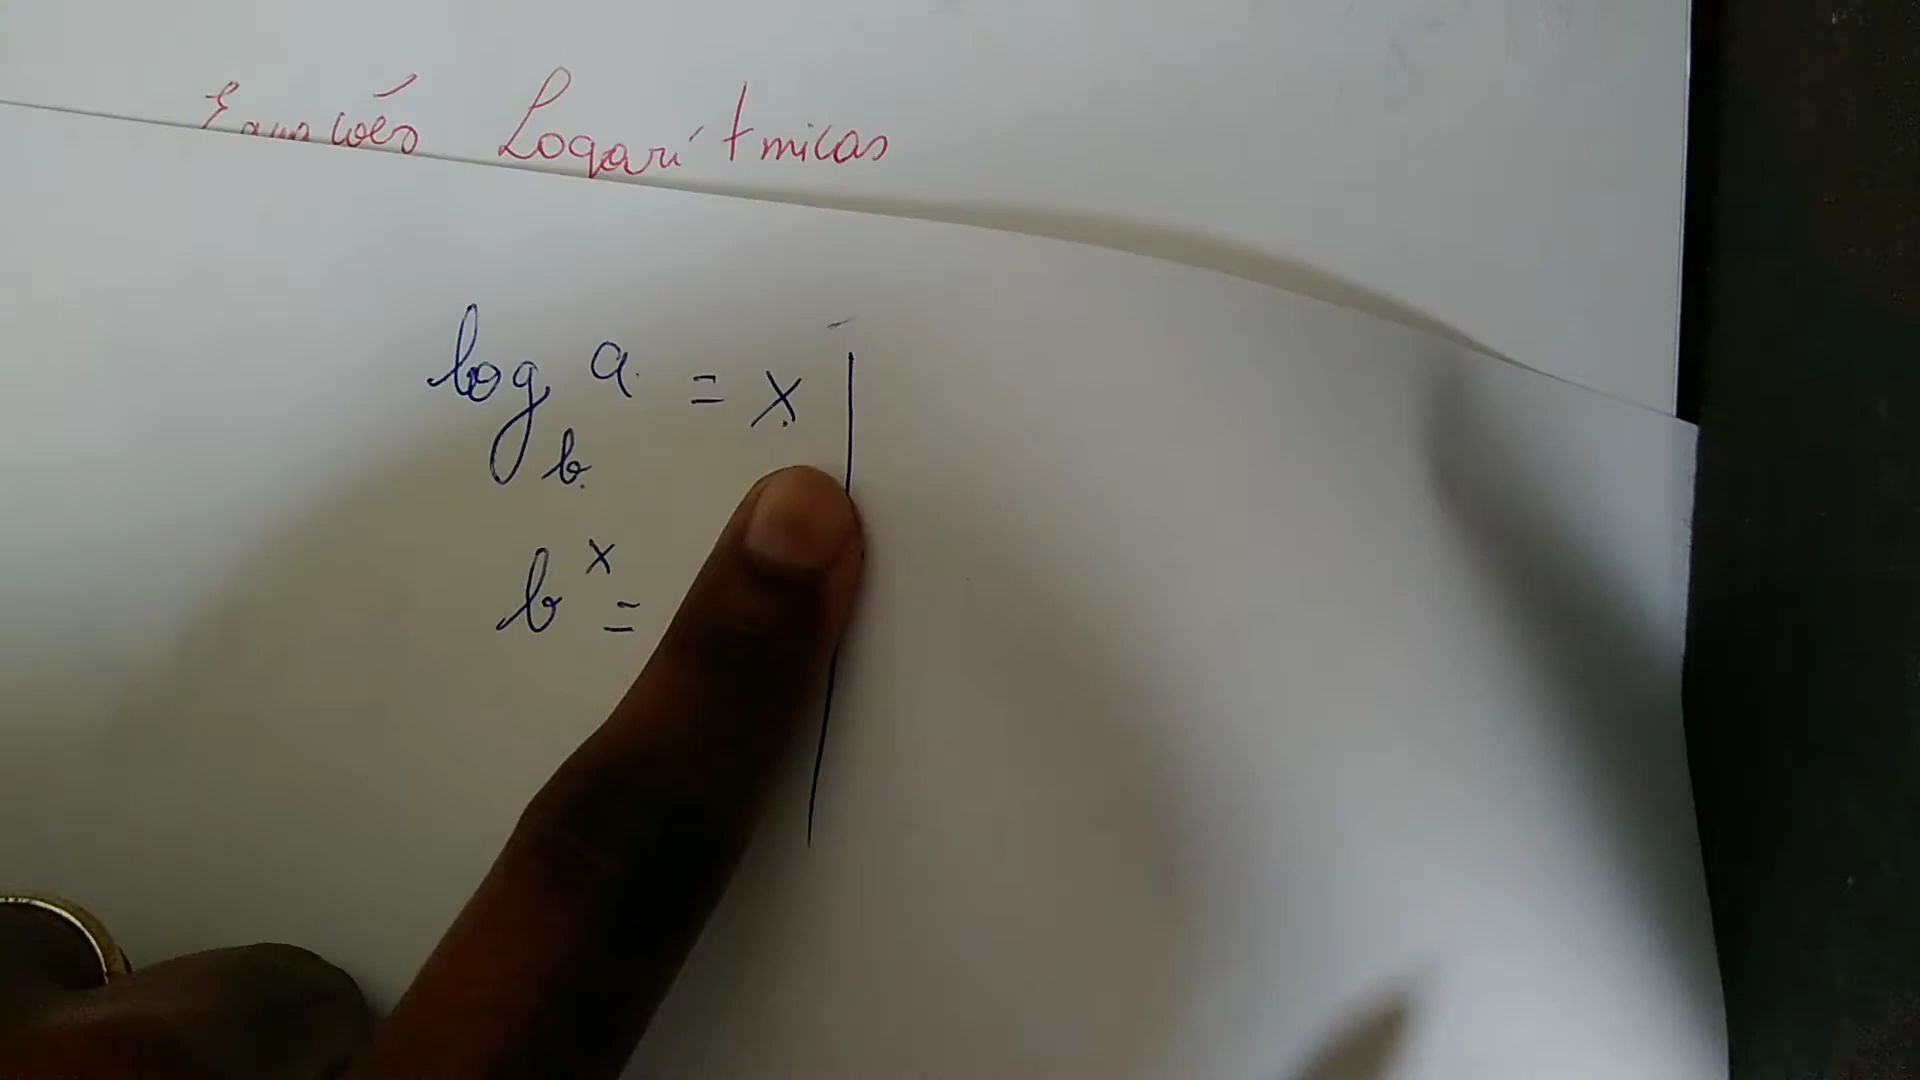 Equações Logarítmicas
log_b a = x
b^x =